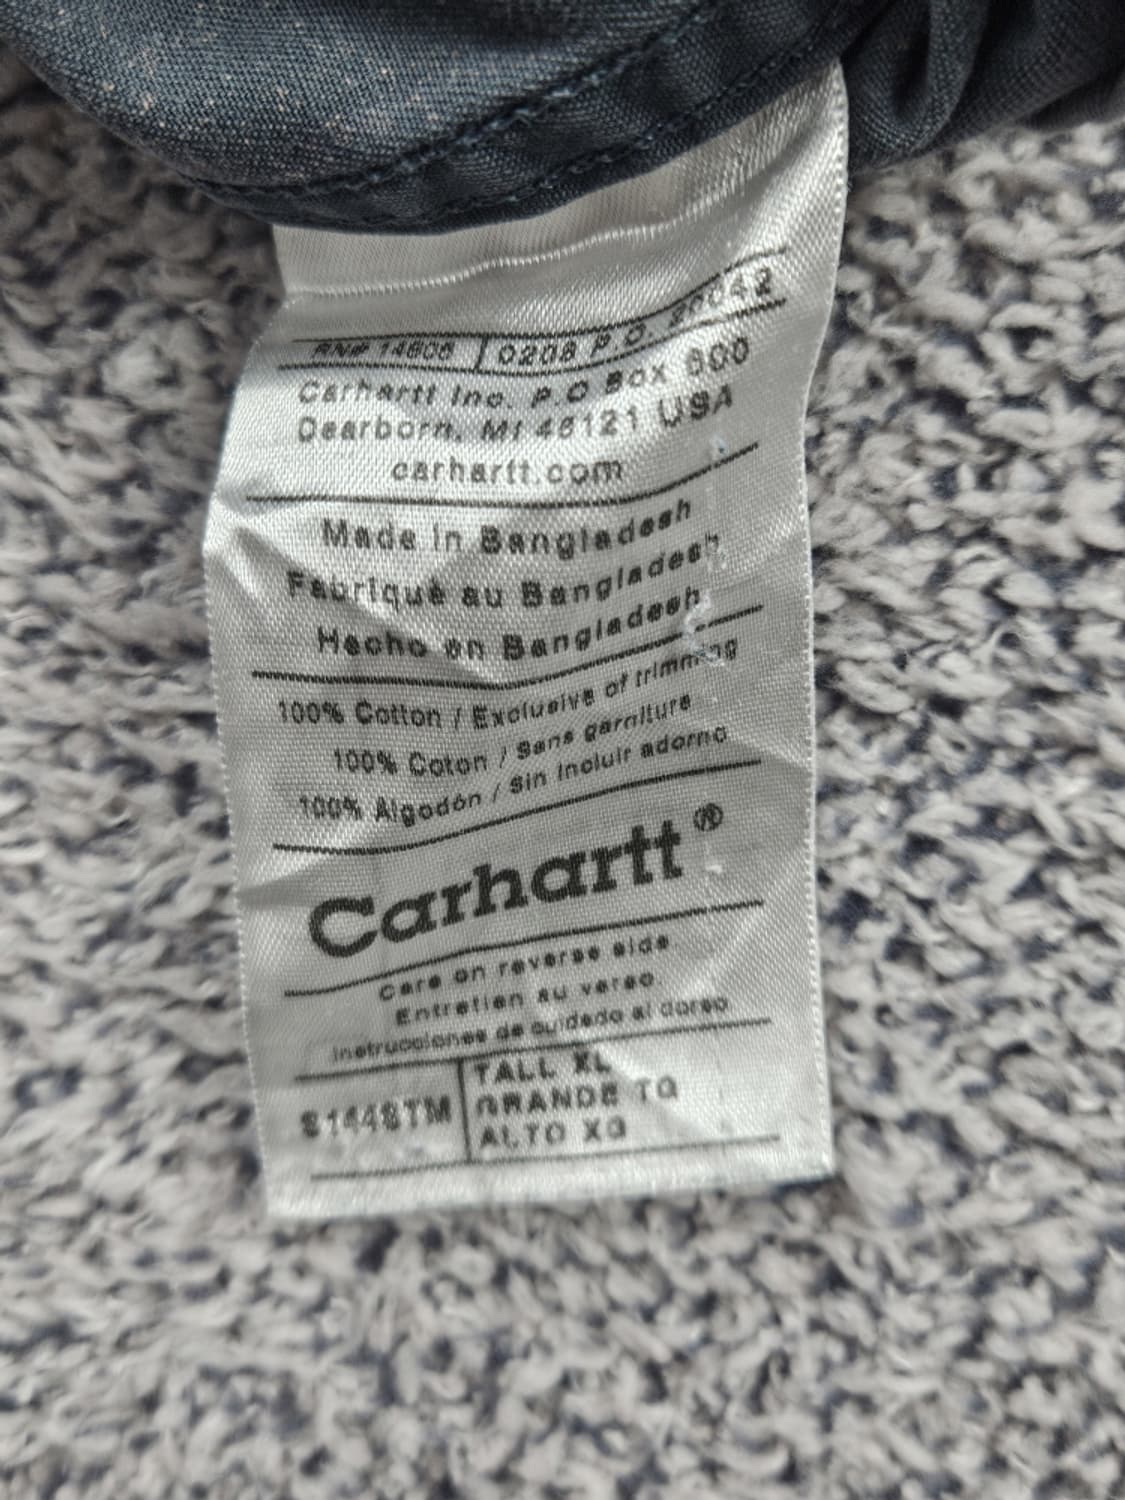 RN# 14806 0208 P.O.
Carhartt Inc. P.O Box 600
Dearborn, MI 48121 USA
carhartt.com
Made in Bangladesh
Fabriqué au Bangladesh
Hecho en Bangladesh
100% Cotton / Exclusive of trimming
100% Coton / Sans garniture
100% Algodón / Sin incluir adorno
Carhartt ®
Care on reverse side
Entretien au verso.
Instrucciones de cuidado al dorso
TALL XL
GRANDE TG
ALTO XG